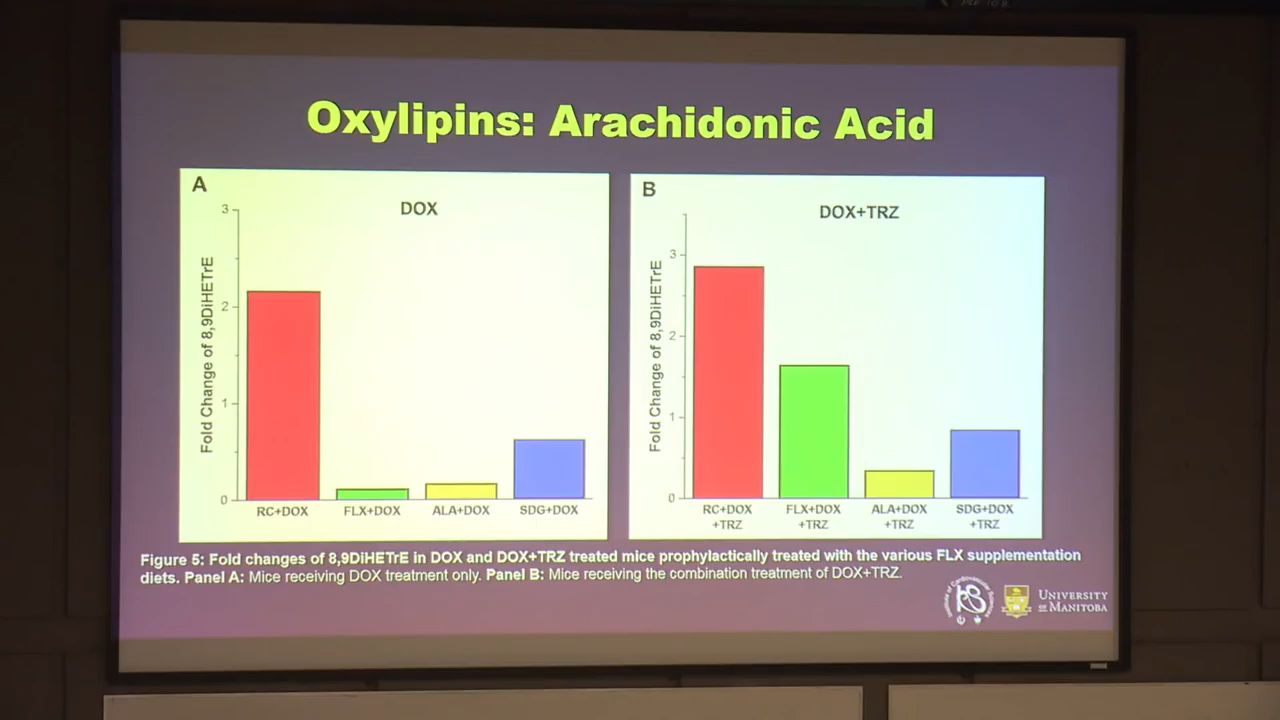 Oxylipins: Arachidonic Acid
A
DOX
Fold Change of 8,9DiHETrE
3
2
1
0
RC+DOX
FLX+DOX
ALA+DOX
SDG+DOX
B
DOX+TRZ
Fold Change of 8,9DiHETrE
3
2
1
0
RC+DOX
+TRZ
FLX+DOX
+TRZ
ALA+DOX
+TRZ
SDG+DOX
+TRZ
Figure 5: Fold changes of 8,9DiHETrE in DOX and DOX+TRZ treated mice prophylactically treated with the various FLX supplementation
diets. Panel A: Mice receiving DOX treatment only. Panel B: Mice receiving the combination treatment of DOX+TRZ.
Institute of Cardiovascular Sciences
UNIVERSITY
OF MANITOBA